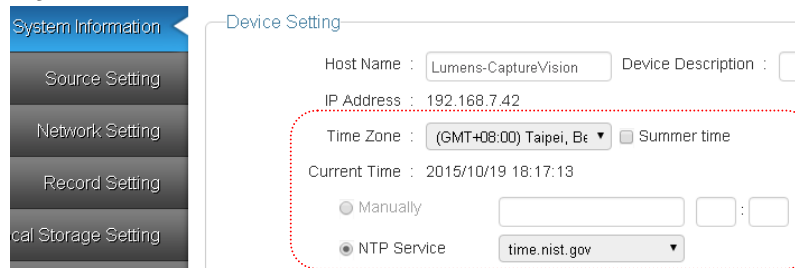 System Information
Device Setting
Source Setting
Host Name : Lumens-CaptureVision Device Description :
IP Address : 192.168.7.42
Network Setting
Time Zone : (GMT+08:00) Taipei, Be Summer time
Record Setting
Current Time : 2015/10/19 18:17:13
Manually :
cal Storage Setting
NTP Service time.nist.gov